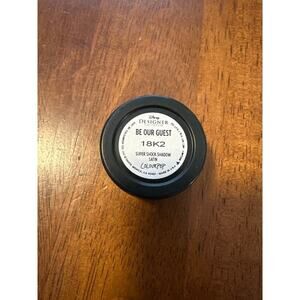 Disney
DESIGNER
BE OUR GUEST
18K2
SUPER SHOCK SHADOW
SATIN
COLOURPOP